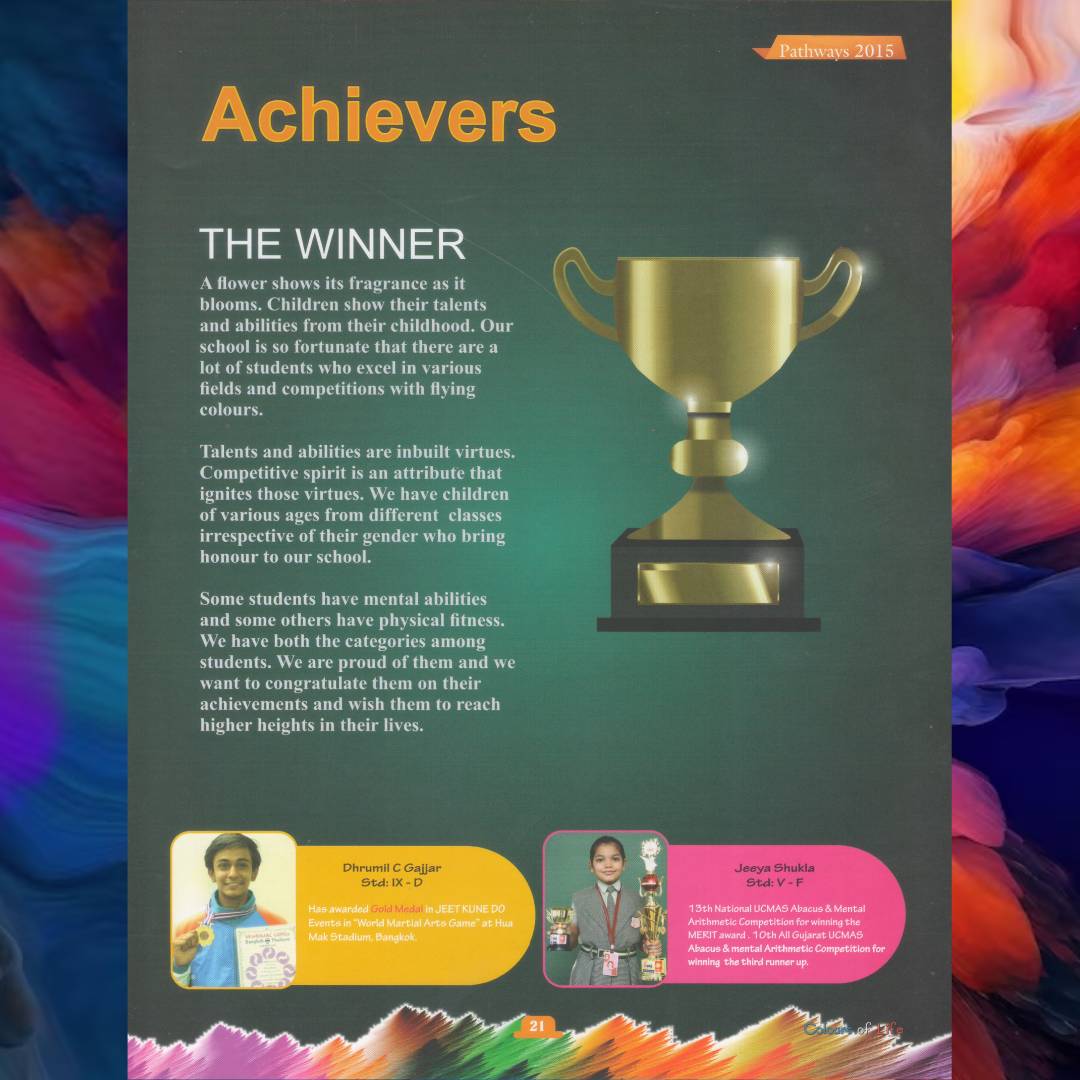 Pathways 2015
Achievers
THE WINNER
A flower shows its fragrance as it
blooms. Children show their talents
and abilities from their childhood. Our
school is so fortunate that there are a
lot of students who excel in various
fields and competitions with flying
colours.
Talents and abilities are inbuilt virtues.
Competitive spirit is an attribute that
ignites those virtues. We have children
of various ages from different classes
irrespective of their gender who bring
honour to our school.
Some students have mental abilities
and some others have physical fitness.
We have both the categories among
students. We are proud of them and we
want to congratulate them on their
achievements and wish them to reach
higher heights in their lives.
Dhrumil C Gajjar
Std: IX - D
Has awarded Gold Medal in JEET KUNE DO
Events in "World Martial Arts Game" at Hua
Mak Stadium, Bangkok.
Jeeya Shukla
Std: V - F
13th National UCMAS Abacus & Mental
Arithmetic Competition for winning the
MERIT award . 10th All Gujarat UCMAS
Abacus & mental Arithmetic Competition for
winning the third runner up.
21
Colours of Life